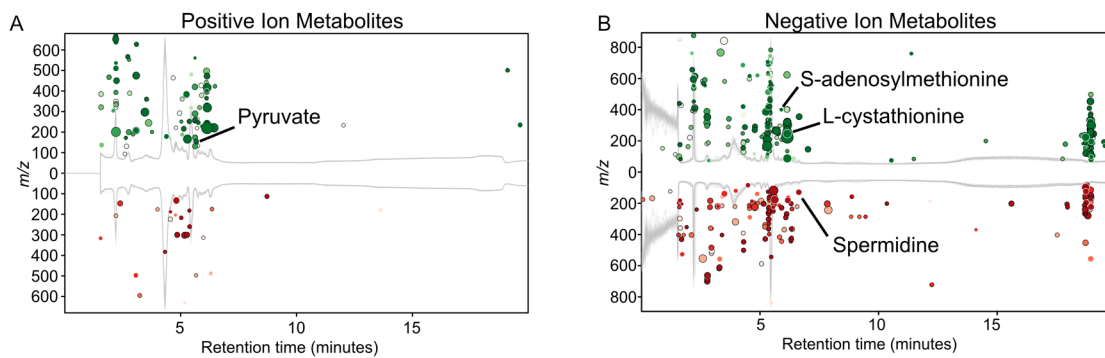 A
Positive Ion Metabolites
600
500
400
300
200
100
0
100
200
300
400
500
600
m/z
Pyruvate
5
10
15
Retention time (minutes)
B
Negative Ion Metabolites
800
600
400
200
0
200
400
600
800
m/z
S-adenosylmethionine
L-cystathionine
Spermidine
5
10
15
Retention time (minutes)